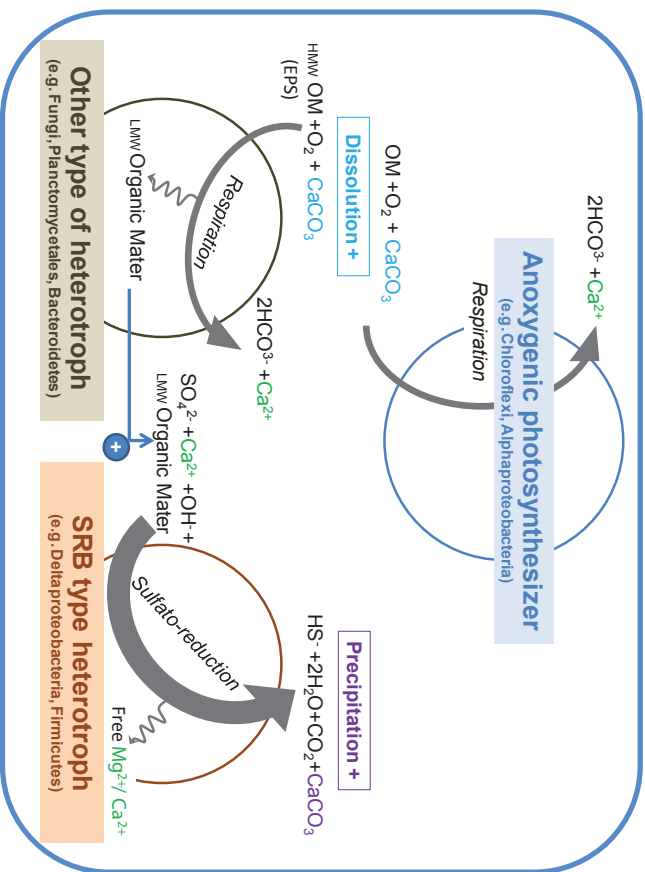 2HCO³⁻ +Ca²⁺
Anoxygenic photosynthesizer
(e.g. Chloroflexi, Alphaproteobacteria)
Respiration
OM +O₂ + CaCO₃
Dissolution +
Precipitation +
HMW OM +O₂ + CaCO₃
(EPS)
HS⁻ +2H₂O+CO₂+CaCO₃
2HCO³⁻ +Ca²⁺
Respiration
SO₄²⁻ +Ca²⁺ +OH⁻+
LMW Organic Mater
Sulfato-reduction
LMW Organic Mater
+
Free Mg²⁺/ Ca²⁺
Other type of heterotroph
(e.g. Fungi, Planctomycetales, Bacteroidetes)
SRB type heterotroph
(e.g. Deltaproteobacteria, Firmicutes)